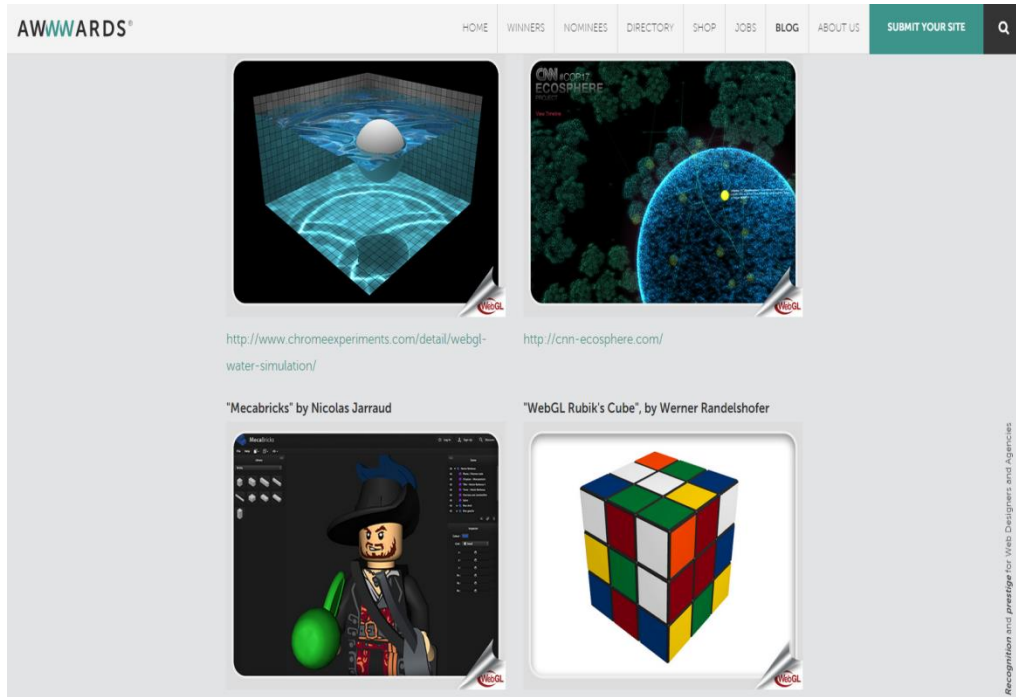 AWWWARDS®
HOME WINNERS NOMINEES DIRECTORY SHOP JOBS BLOG ABOUT US SUBMIT YOUR SITE
CNN #COP17
ECOSPHERE
PROJECT
WebGL
WebGL
http://www.chromeexperiments.com/detail/webgl-
water-simulation/
http://cnn-ecosphere.com/
"Mecabricks" by Nicolas Jarraud
"WebGL Rubik's Cube", by Werner Randelshofer
MecaBricks
WebGL
WebGL
Recognition and prestige for Web Designers and Agencies